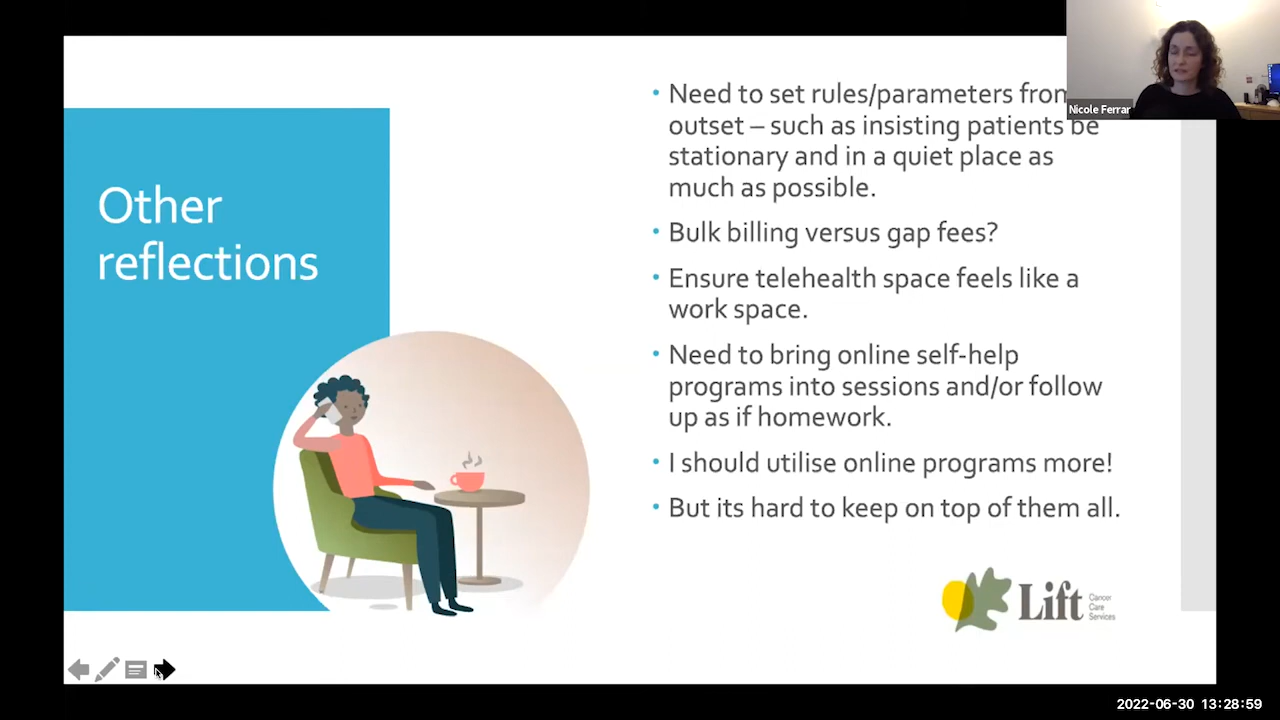 Other
reflections
• Need to set rules/parameters from
outset – such as insisting patients be
stationary and in a quiet place as
much as possible.
• Bulk billing versus gap fees?
• Ensure telehealth space feels like a
work space.
• Need to bring online self-help
programs into sessions and/or follow
up as if homework.
• I should utilise online programs more!
• But its hard to keep on top of them all.
Lift
Cancer
Care
Services
Nicole Ferrar
2022-06-30 13:28:59